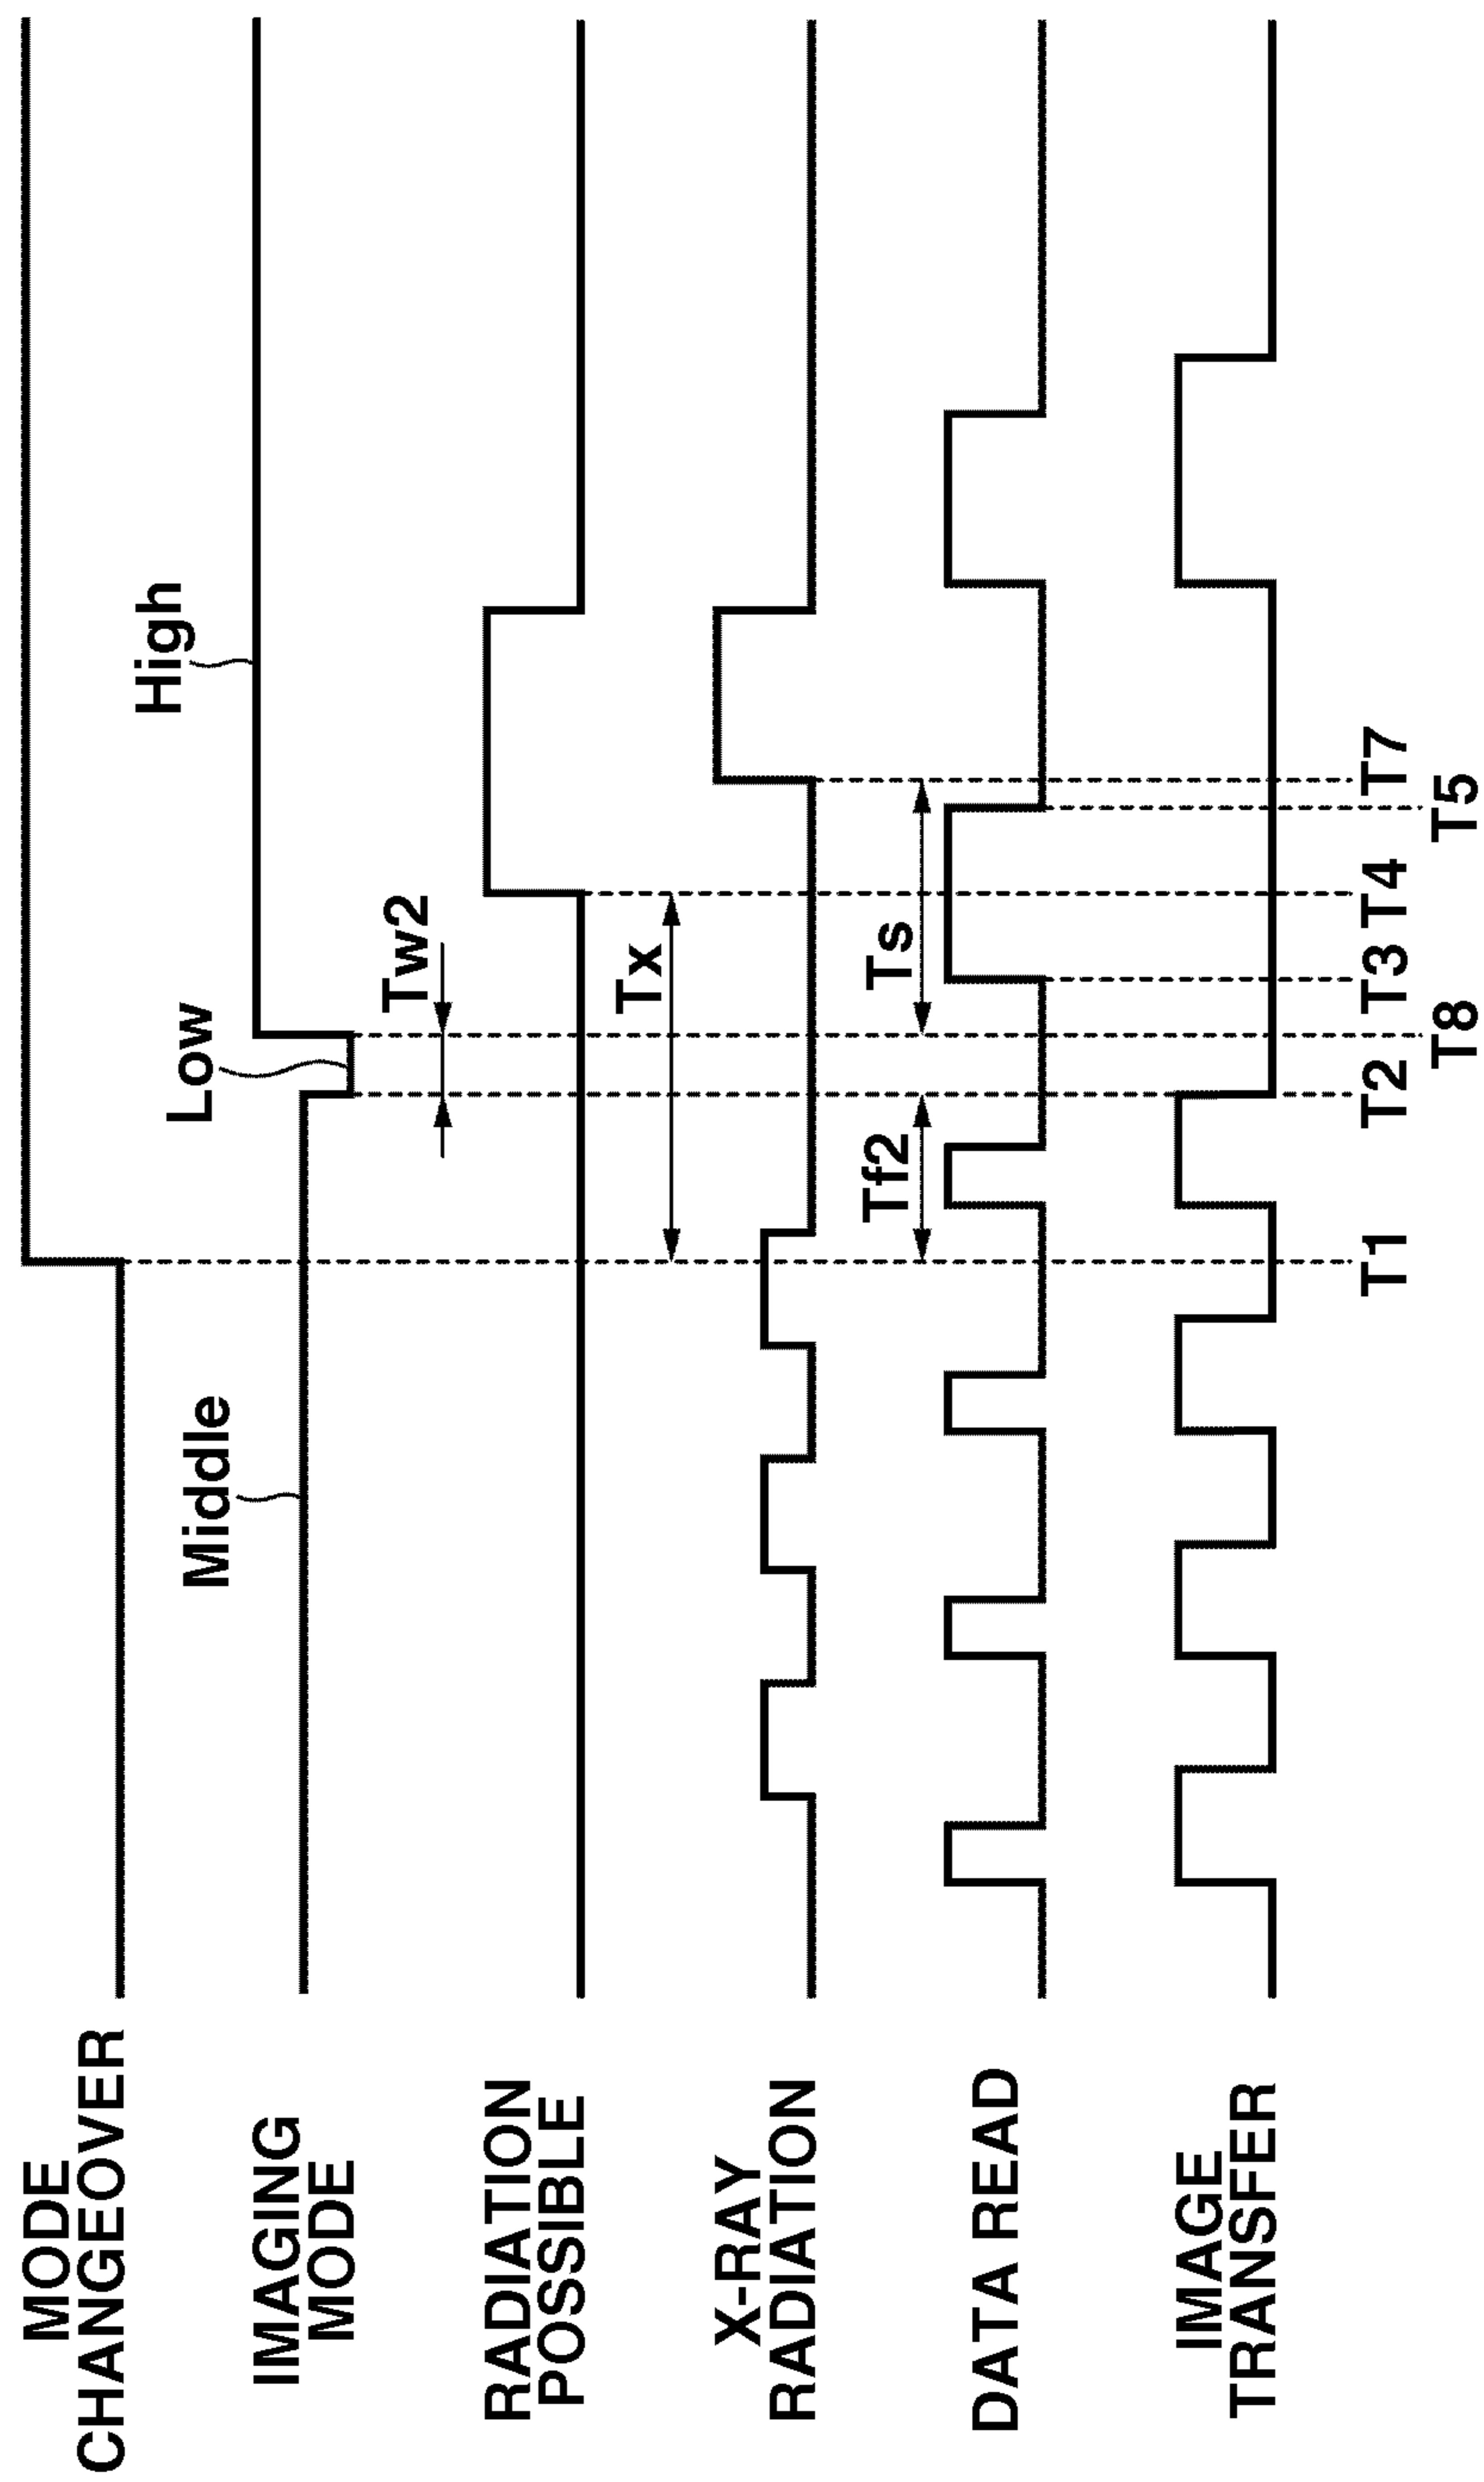 MODE
CHANGEOVER
IMAGING
MODE
Middle
Low
High
Tw2
RADIATION
POSSIBLE
Tx
X-RAY
RADIATION
Tf2
Ts
DATA READ
IMAGE
TRANSFER
T1
T2
T3
T4
T7
T8
T5